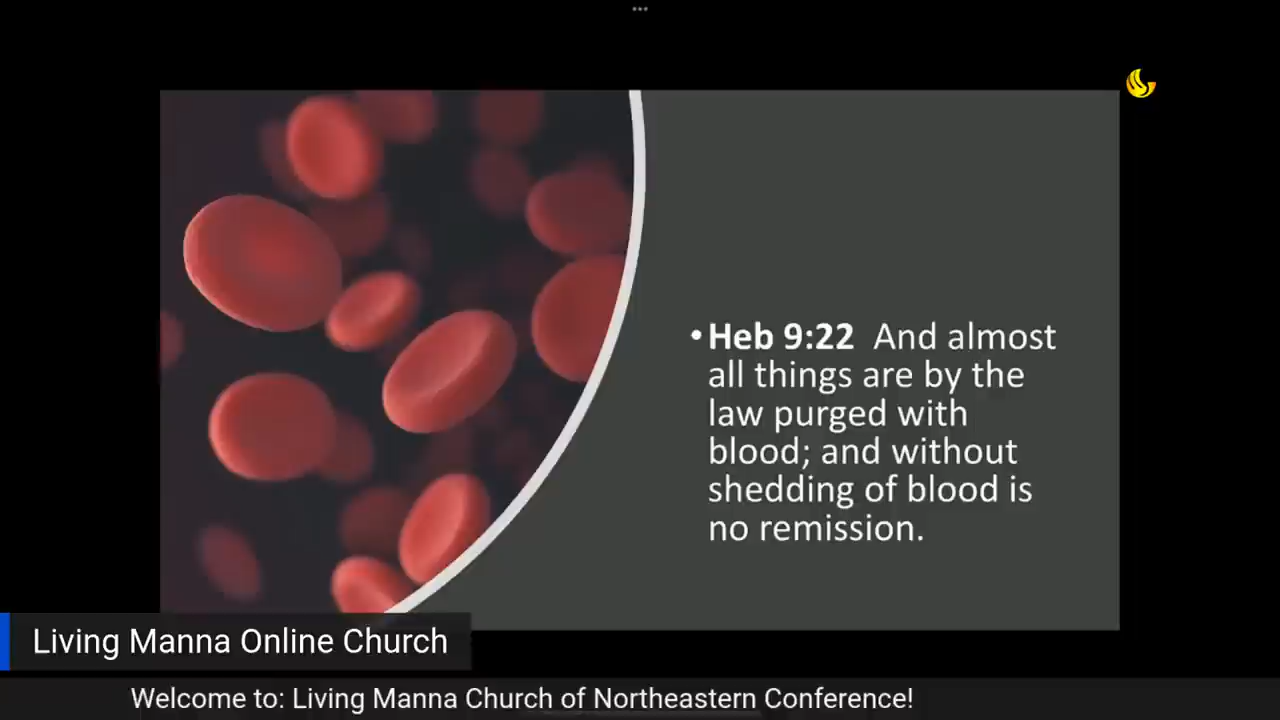 • Heb 9:22 And almost
all things are by the
law purged with
blood; and without
shedding of blood is
no remission.
Living Manna Online Church
Welcome to: Living Manna Church of Northeastern Conference!